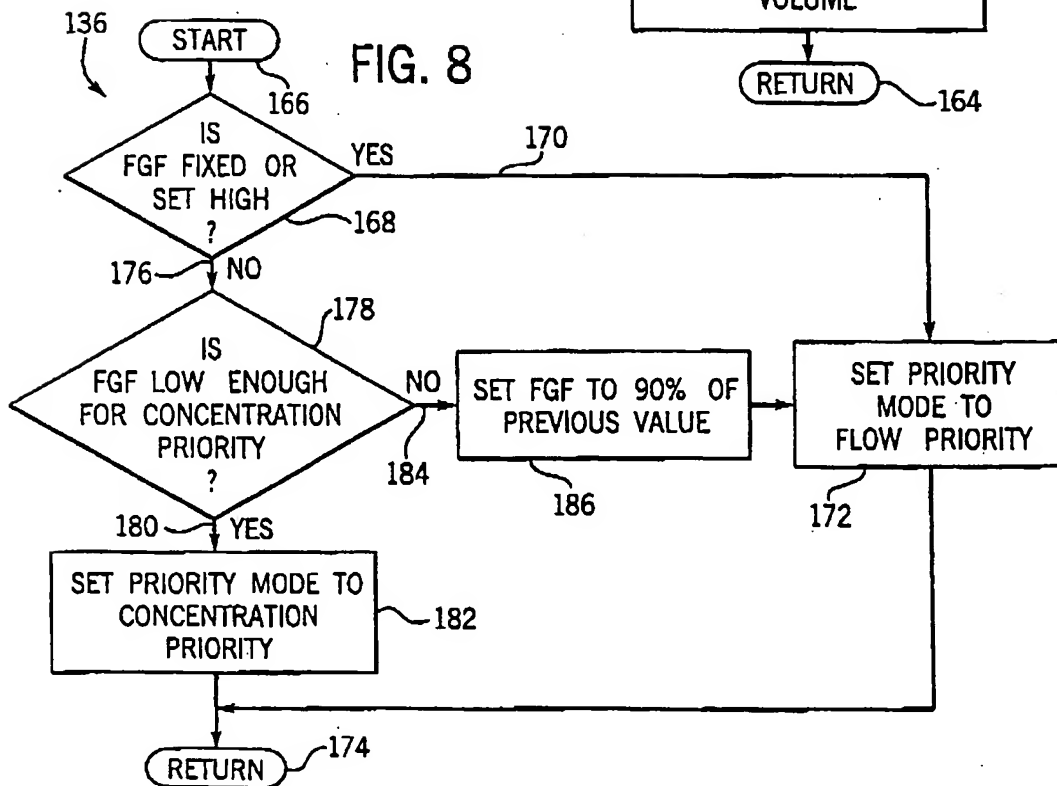 VOLUME
RETURN
164
136
START
166
FIG. 8
IS
FGF FIXED OR
SET HIGH
?
168
YES
170
176
NO
178
IS
FGF LOW ENOUGH
FOR CONCENTRATION
PRIORITY
?
NO
184
SET FGF TO 90% OF
PREVIOUS VALUE
186
SET PRIORITY
MODE TO
FLOW PRIORITY
172
180
YES
SET PRIORITY MODE TO
CONCENTRATION
PRIORITY
182
RETURN
174